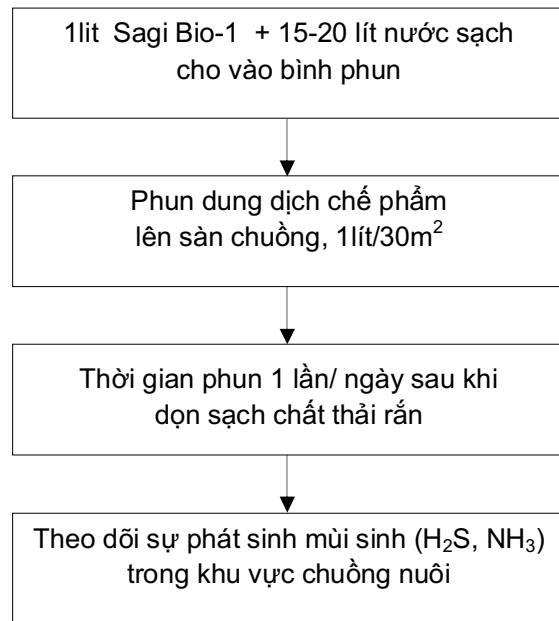 1lit Sagi Bio-1 + 15-20 lít nước sạch
cho vào bình phun
Phun dung dịch chế phẩm
lên sàn chuồng, 1lít/30m²
Thời gian phun 1 lần/ ngày sau khi
dọn sạch chất thải rắn
Theo dõi sự phát sinh mùi sinh (H₂S, NH₃)
trong khu vực chuồng nuôi